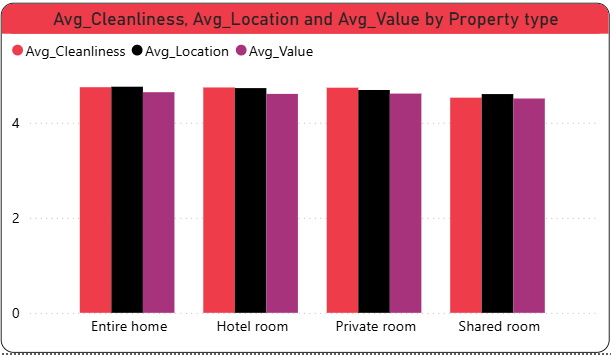 Avg_Cleanliness, Avg_Location and Avg_Value by Property type
Avg_Cleanliness Avg_Location Avg_Value
4
2
0
Entire home Hotel room Private room Shared room